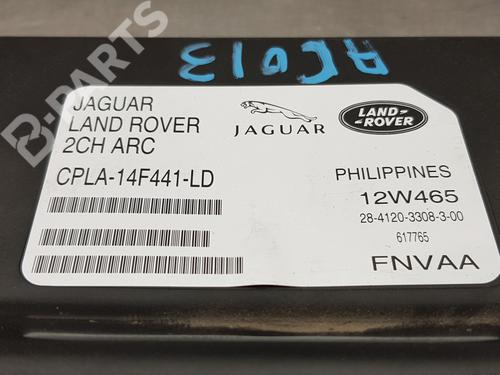 AC013
B-PARTS
JAGUAR
LAND ROVER
2CH ARC
CPLA-14F441-LD
JAGUAR
LAND-
ROVER
PHILIPPINES
12W465
28-4120-3308-3-00
617765
FNVAA